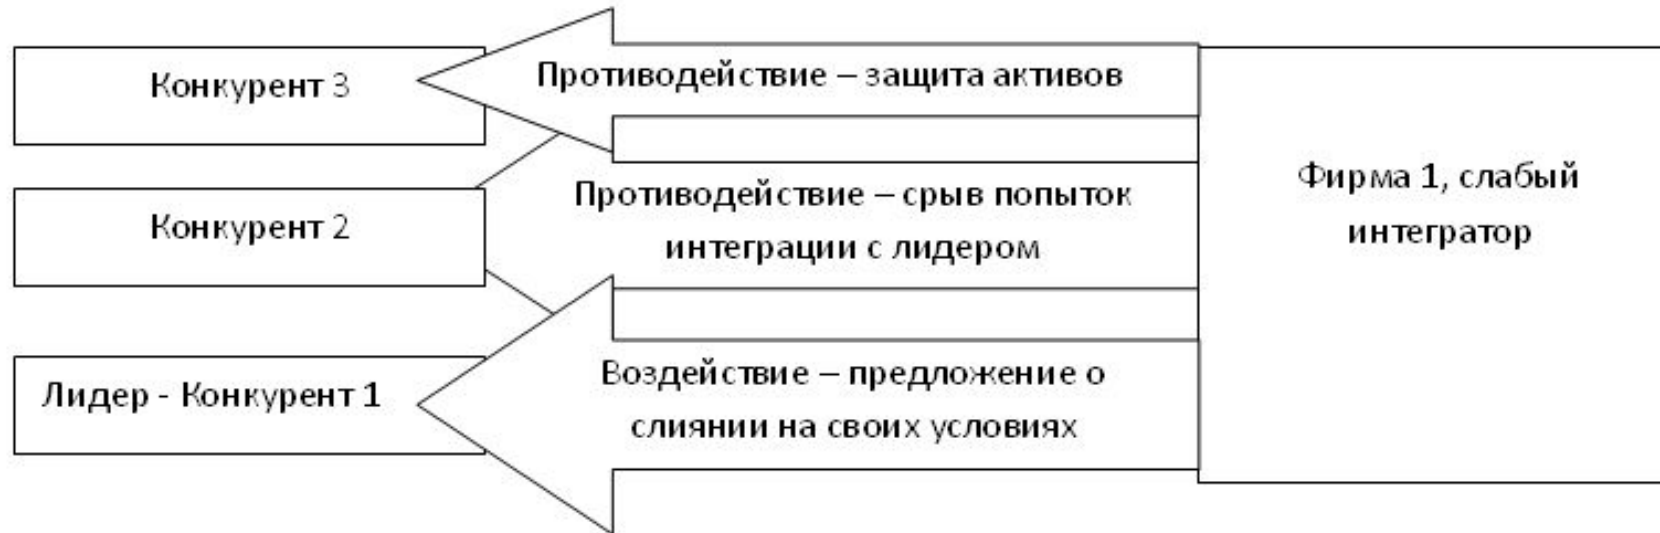 Конкурент 3
Противодействие – защита активов
Конкурент 2
Противодействие – срыв попыток
интеграции с лидером
Лидер - Конкурент 1
Воздействие – предложение о
слиянии на своих условиях
Фирма 1, слабый
интегратор